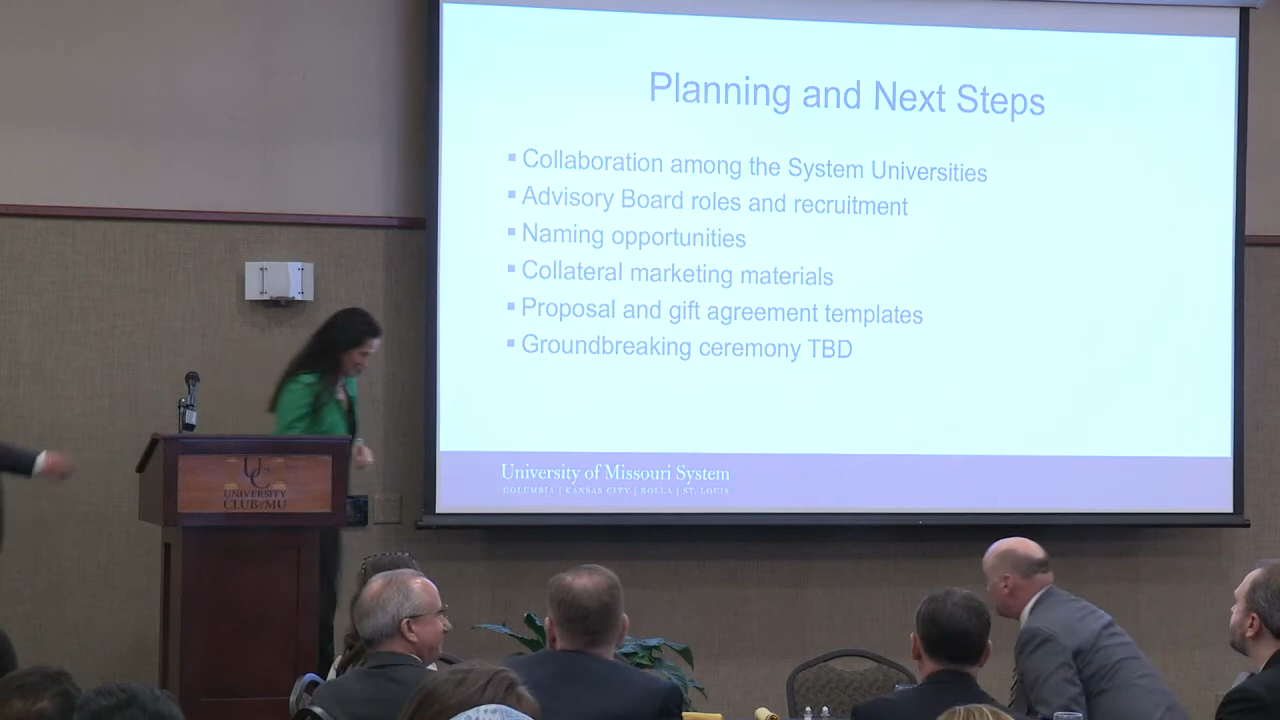 Planning and Next Steps
▪ Collaboration among the System Universities
▪ Advisory Board roles and recruitment
▪ Naming opportunities
▪ Collateral marketing materials
▪ Proposal and gift agreement templates
▪ Groundbreaking ceremony TBD
University of Missouri System
COLUMBIA | KANSAS CITY | ROLLA | ST. LOUIS
UC
UNIVERSITY
CLUB of MU